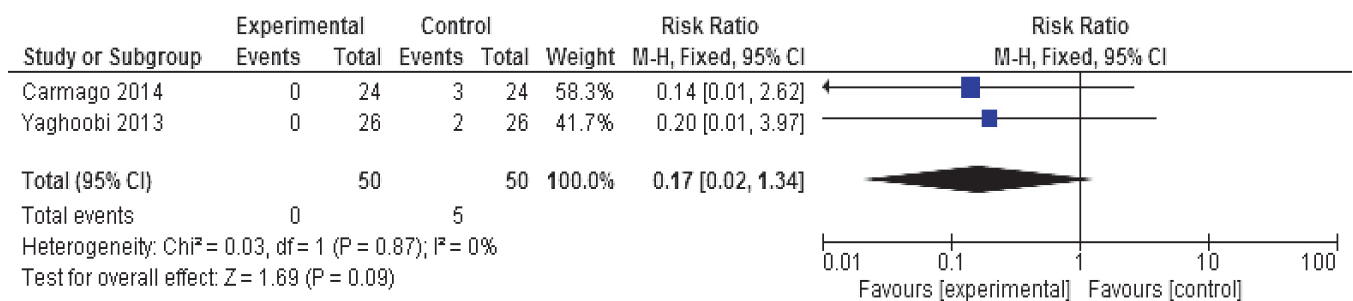 Experimental Control Risk Ratio Risk Ratio
Study or Subgroup Events Total Events Total Weight M-H, Fixed, 95% CI M-H, Fixed, 95% CI
Carmago 2014 0 24 3 24 58.3% 0.14 [0.01, 2.62]
Yaghoobi 2013 0 26 2 26 41.7% 0.20 [0.01, 3.97]
Total (95% CI) 50 50 100.0% 0.17 [0.02, 1.34]
Total events 0 5
Heterogeneity: Chi² = 0.03, df = 1 (P = 0.87); I² = 0%
Test for overall effect: Z = 1.69 (P = 0.09)
0.01 0.1 1 10 100
Favours [experimental] Favours [control]